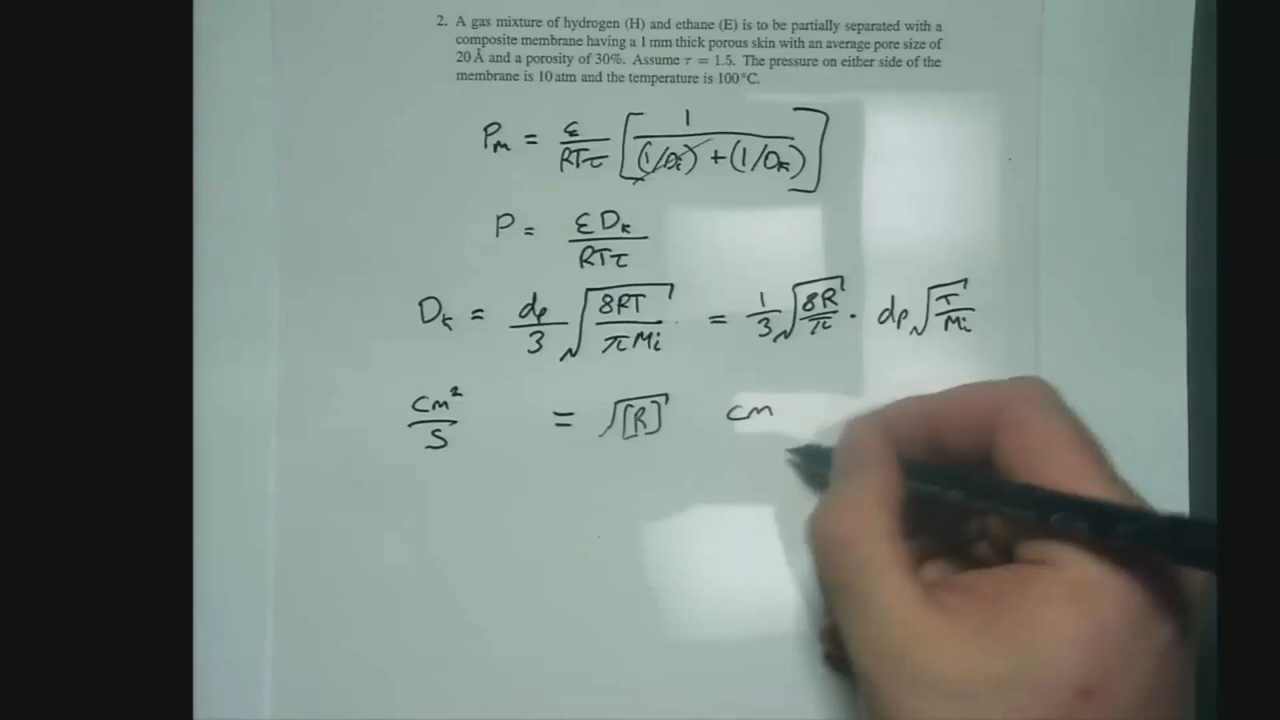 2. A gas mixture of hydrogen (H) and ethane (E) is to be partially separated with a
composite membrane having a 1 mm thick porous skin with an average pore size of
20 Å and a porosity of 30%. Assume τ = 1.5. The pressure on either side of the
membrane is 10 atm and the temperature is 100 °C.
Pm = ε/RTτ [1/((1/Di) + (1/Dk))]
P = εDk/RTτ
Dk = dp/3 √(8RT/πMi) = 1/3 √(8R/π) · dp √(T/Mi)
cm²/s = √[R] cm